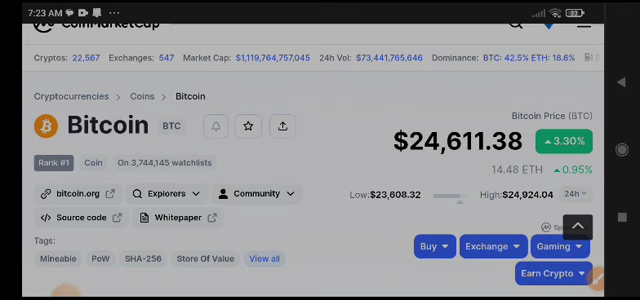 7:23 AM
CoinMarketCap
Cryptos: 22,567 Exchanges: 547 Market Cap: $1,119,764,757,045 24h Vol: $73,441,765,646 Dominance: BTC: 42.5% ETH: 18.6%
Cryptocurrencies > Coins > Bitcoin
Bitcoin BTC
Rank #1 Coin On 3,744,145 watchlists
bitcoin.org Explorers Community
Source code Whitepaper
Tags:
Mineable PoW SHA-256 Store Of Value View all
Bitcoin Price (BTC)
$24,611.38 3.30%
14.48 ETH 0.95%
Low:$23,608.32 High:$24,924.04 24h
Buy Exchange Gaming
Earn Crypto